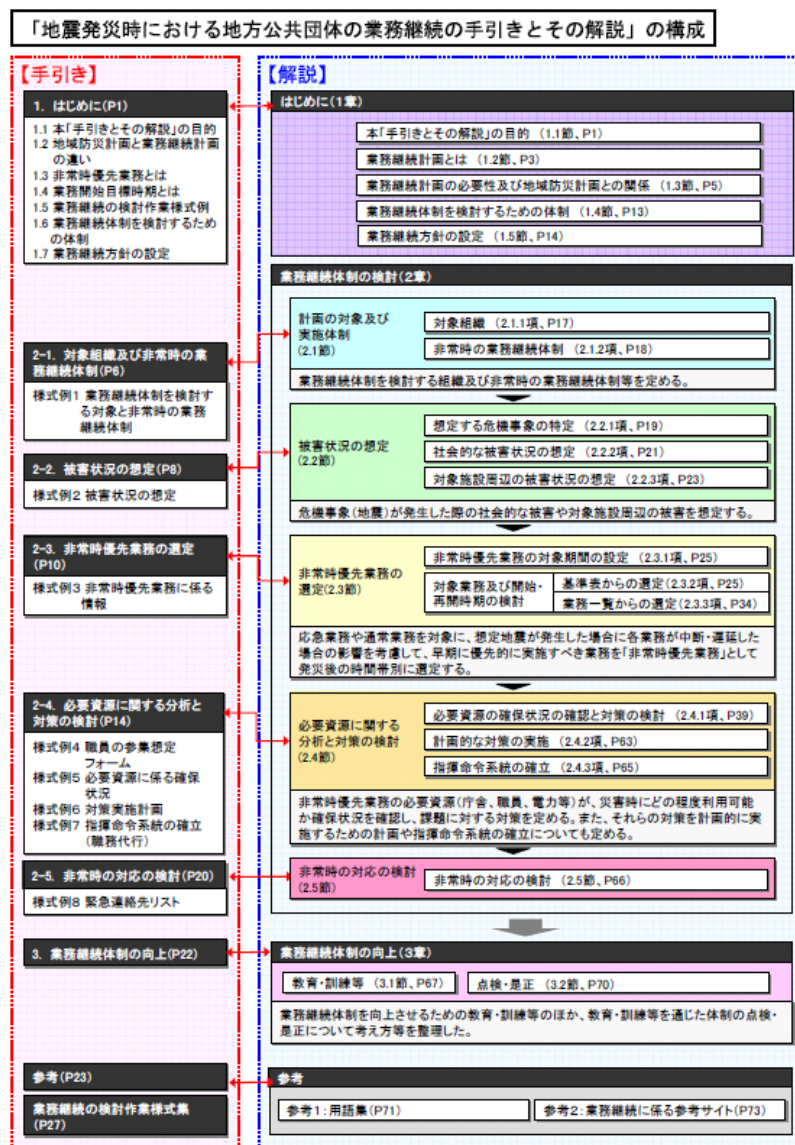 「地震発災時における地方公共団体の業務継続の手引きとその解説」の構成
【手引き】
1. はじめに(P1)
1.1 本「手引きとその解説」の目的
1.2 地域防災計画と業務継続計画
の違い
1.3 非常時優先業務とは
1.4 業務開始目標時期とは
1.5 業務継続の検討作業様式例
1.6 業務継続体制を検討するため
の体制
1.7 業務継続方針の設定
2-1. 対象組織及び非常時の業
務継続体制(P6)
様式例1 業務継続体制を検討す
る対象と非常時の業務
継続体制
2-2. 被害状況の想定(P8)
様式例2 被害状況の想定
2-3. 非常時優先業務の選定
(P10)
様式例3 非常時優先業務に係る
情報
2-4. 必要資源に関する分析と
対策の検討(P14)
様式例4 職員の参集想定
フォーム
様式例5 必要資源に係る確保
状況
様式例6 対策実施計画
様式例7 指揮命令系統の確立
(職務代行)
2-5. 非常時の対応の検討(P20)
様式例8 緊急連絡先リスト
3. 業務継続体制の向上(P22)
参考(P23)
業務継続の検討作業様式集
(P27)
【解説】
はじめに(1章)
本「手引きとその解説」の目的 (1.1節、P1)
業務継続計画とは (1.2節、P3)
業務継続計画の必要性及び地域防災計画との関係 (1.3節、P5)
業務継続体制を検討するための体制 (1.4節、P13)
業務継続方針の設定 (1.5節、P14)
業務継続体制の検討(2章)
計画の対象及び
実施体制
(2.1節)
対象組織 (2.1.1項、P17)
非常時の業務継続体制 (2.1.2項、P18)
業務継続体制を検討する組織及び非常時の業務継続体制等を定める。
被害状況の想定
(2.2節)
想定する危機事象の特定 (2.2.1項、P19)
社会的な被害状況の想定 (2.2.2項、P21)
対象施設周辺の被害状況の想定 (2.2.3項、P23)
危機事象(地震)が発生した際の社会的な被害や対象施設周辺の被害を想定する。
非常時優先業務の
選定(2.3節)
非常時優先業務の対象期間の設定 (2.3.1項、P25)
対象業務及び開始・
再開時期の検討
基準表からの選定(2.3.2項、P25)
業務一覧からの選定(2.3.3項、P34)
応急業務や通常業務を対象に、想定地震が発生した場合に各業務が中断・遅延した
場合の影響を考慮して、早期に優先的に実施すべき業務を「非常時優先業務」として
発災後の時間帯別に選定する。
必要資源に関する
分析と対策の検討
(2.4節)
必要資源の確保状況の確認と対策の検討 (2.4.1項、P39)
計画的な対策の実施 (2.4.2項、P63)
指揮命令系統の確立 (2.4.3項、P65)
非常時優先業務の必要資源(庁舎、職員、電力等)が、災害時にどの程度利用可能
か確保状況を確認し、課題に対する対策を定める。また、それらの対策を計画的に実
施するための計画や指揮命令系統の確立についても定める。
非常時の対応の検討
(2.5節)
非常時の対応の検討 (2.5節、P66)
業務継続体制の向上(3章)
教育・訓練等 (3.1節、P67)
点検・是正 (3.2節、P70)
業務継続体制を向上させるための教育・訓練等のほか、教育・訓練等を通じた体制の点検・
是正について考え方等を整理した。
参考
参考1:用語集(P71)
参考2:業務継続に係る参考サイト(P73)